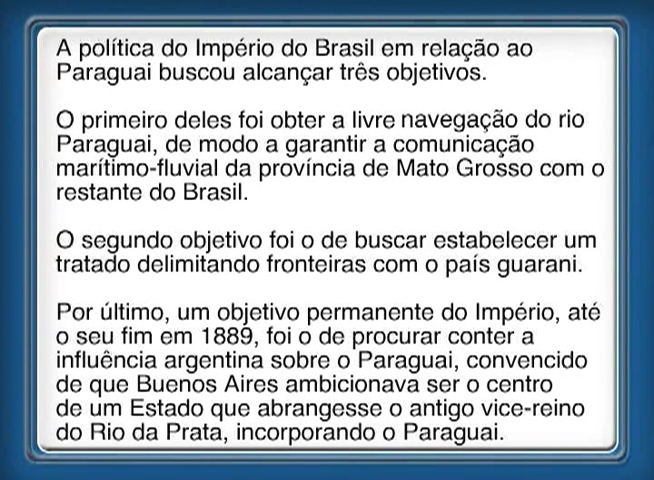 A política do Império do Brasil em relação ao
Paraguai buscou alcançar três objetivos.
O primeiro deles foi obter a livre navegação do rio
Paraguai, de modo a garantir a comunicação
marítimo-fluvial da província de Mato Grosso com o
restante do Brasil.
O segundo objetivo foi o de buscar estabelecer um
tratado delimitando fronteiras com o país guarani.
Por último, um objetivo permanente do Império, até
o seu fim em 1889, foi o de procurar conter a
influência argentina sobre o Paraguai, convencido
de que Buenos Aires ambicionava ser o centro
de um Estado que abrangesse o antigo vice-reino
do Rio da Prata, incorporando o Paraguai.